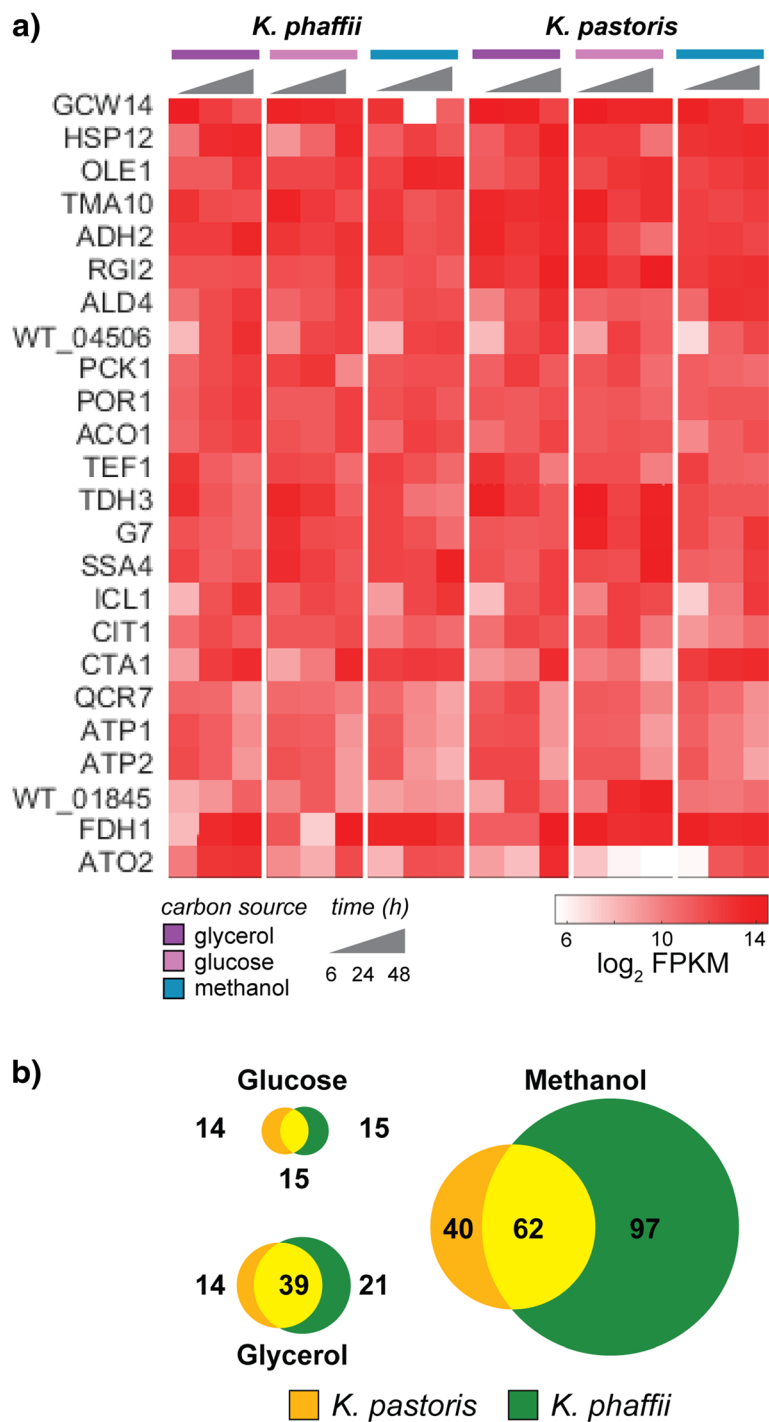 a)
K. phaffii K. pastoris
GCW14
HSP12
OLE1
TMA10
ADH2
RGI2
ALD4
WT_04506
PCK1
POR1
ACO1
TEF1
TDH3
G7
SSA4
ICL1
CIT1
CTA1
QCR7
ATP1
ATP2
WT_01845
FDH1
ATO2
carbon source
glycerol
glucose
methanol
time (h)
6 24 48
6 10 14
log2 FPKM
b)
Glucose
14 15
15
Methanol
40 62 97
14 39 21
Glycerol
K. pastoris K. phaffii